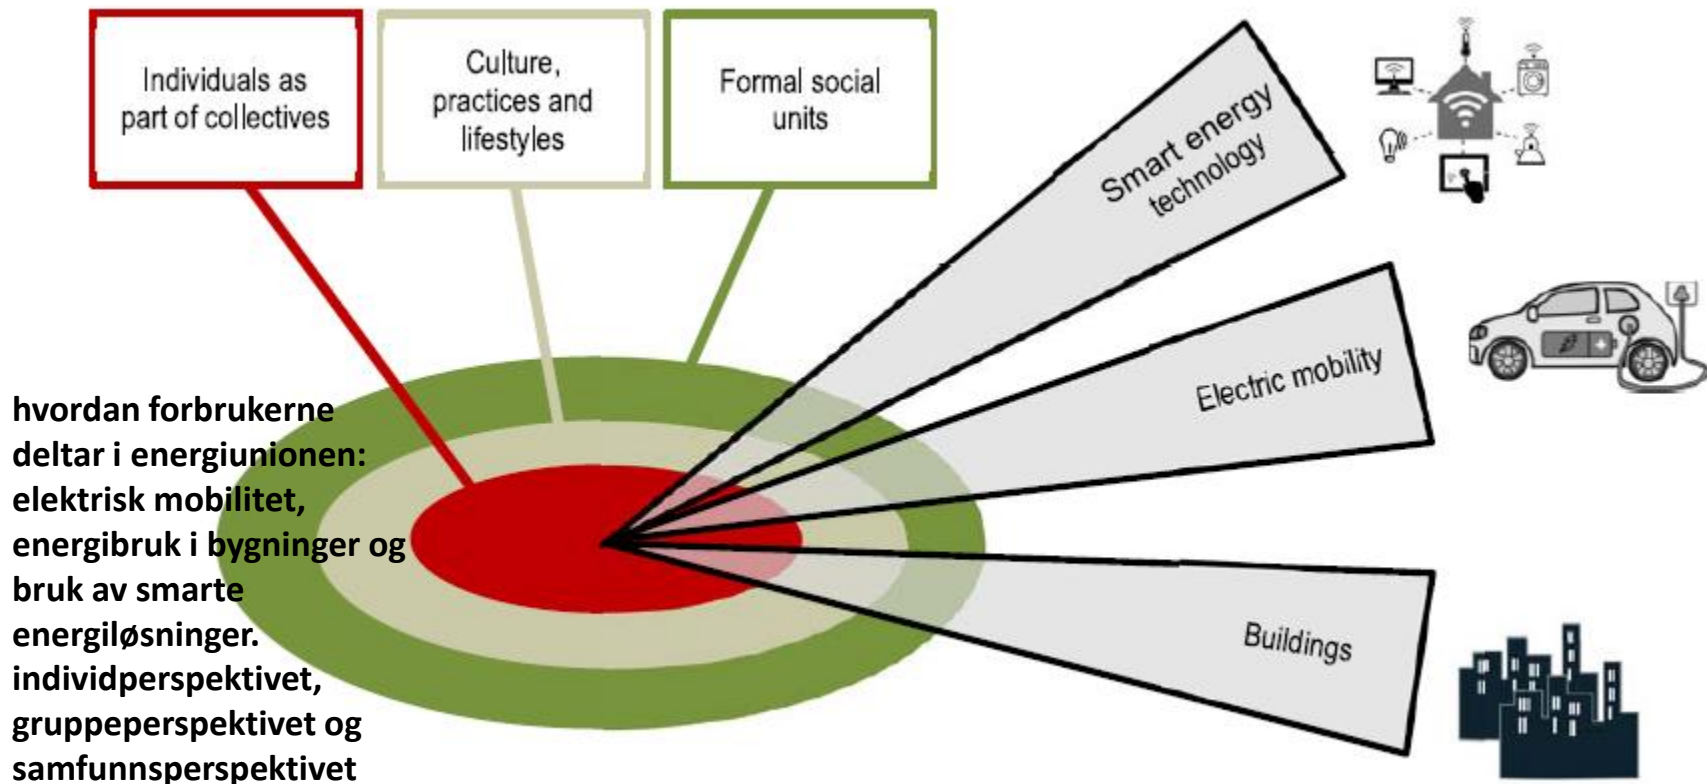 Individuals as
part of collectives
Culture,
practices and
lifestyles
Formal social
units
Smart energy
technology
Electric mobility
Buildings
hvordan forbrukerne
deltar i energiunionen:
elektrisk mobilitet,
energibruk i bygninger og
bruk av smarte
energiløsninger.
individperspektivet,
gruppeperspektivet og
samfunnsperspektivet